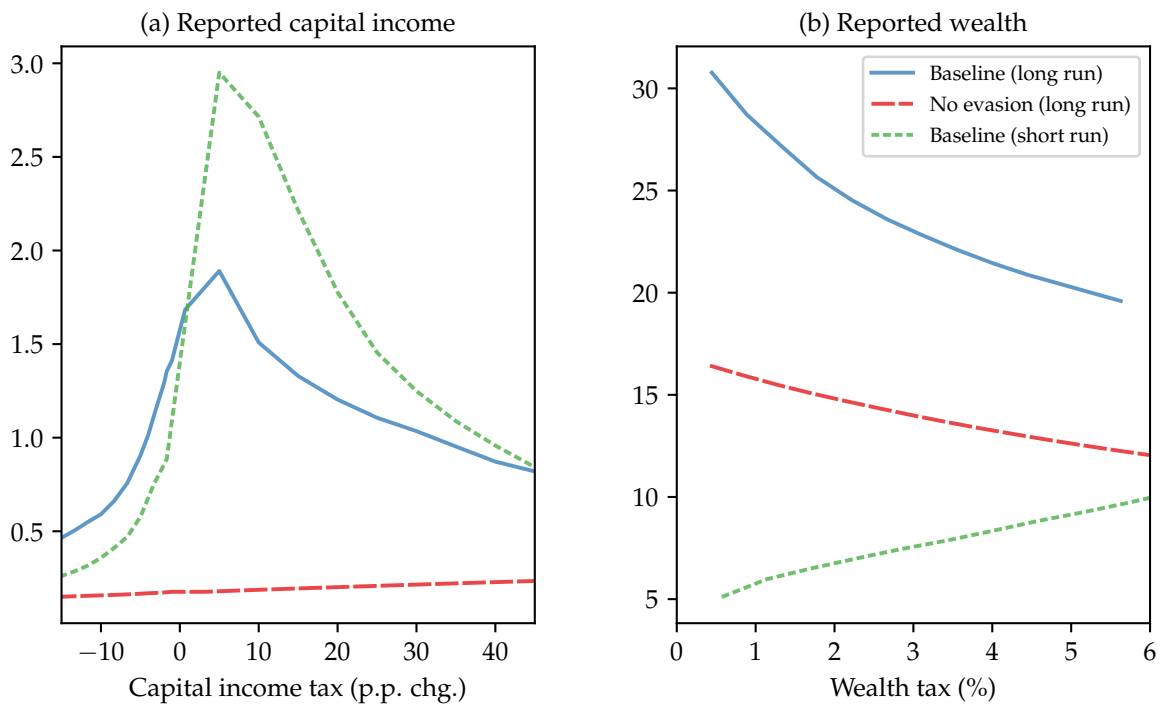 (a) Reported capital income
3.0
2.5
2.0
1.5
1.0
0.5
−10 0 10 20 30 40
Capital income tax (p.p. chg.)
(b) Reported wealth
Baseline (long run)
No evasion (long run)
Baseline (short run)
30
25
20
15
10
5
0 1 2 3 4 5 6
Wealth tax (%)